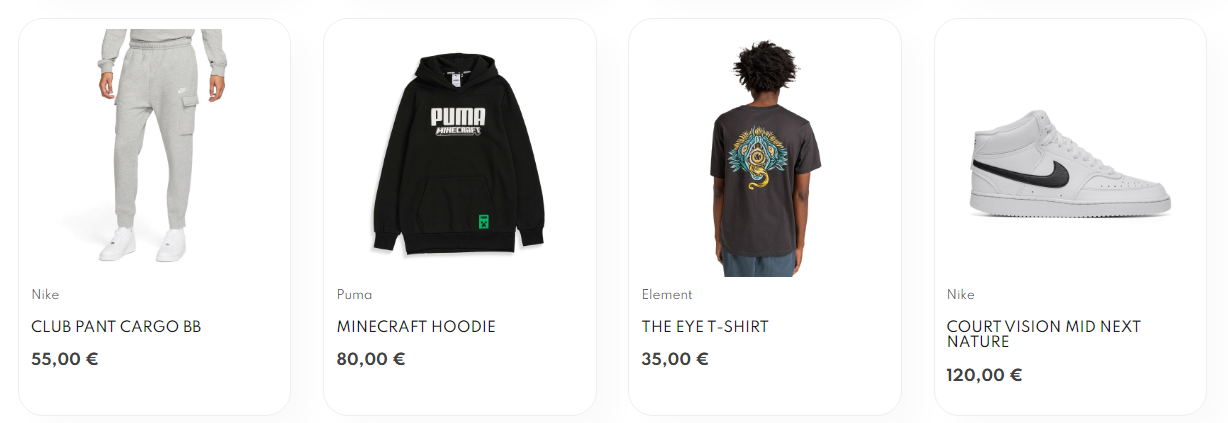 PUMA
MINECRAFT
Nike
CLUB PANT CARGO BB
55,00 €
Puma
MINECRAFT HOODIE
80,00 €
Element
THE EYE T-SHIRT
35,00 €
Nike
COURT VISION MID NEXT
NATURE
120,00 €